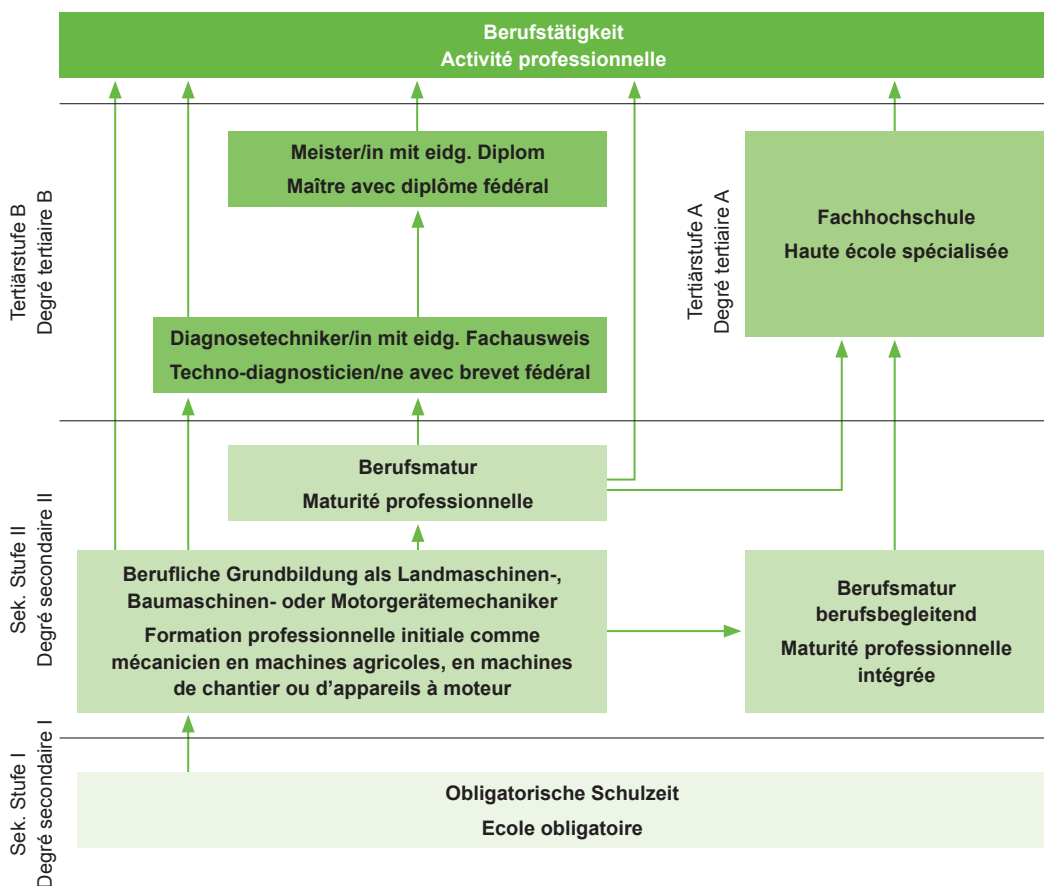 Berufstätigkeit
Activité professionnelle
Tertiärstufe B
Degré tertiaire B
Meister/in mit eidg. Diplom
Maître avec diplôme fédéral
Tertiärstufe A
Degré tertiaire A
Fachhochschule
Haute école spécialisée
Diagnosetechniker/in mit eidg. Fachausweis
Techno-diagnosticien/ne avec brevet fédéral
Sek. Stufe II
Degré secondaire II
Berufsmatur
Maturité professionnelle
Berufliche Grundbildung als Landmaschinen-,
Baumaschinen- oder Motorgerätemechaniker
Formation professionnelle initiale comme
mécanicien en machines agricoles, en machines
de chantier ou d’appareils à moteur
Berufsmatur
berufsbegleitend
Maturité professionnelle
intégrée
Sek. Stufe I
Degré secondaire I
Obligatorische Schulzeit
Ecole obligatoire